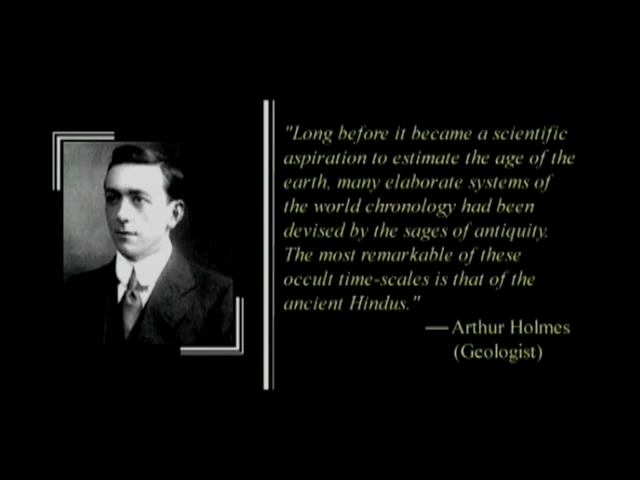 "Long before it became a scientific
aspiration to estimate the age of the
earth, many elaborate systems of
the world chronology had been
devised by the sages of antiquity.
The most remarkable of these
occult time-scales is that of the
ancient Hindus."
—Arthur Holmes
(Geologist)